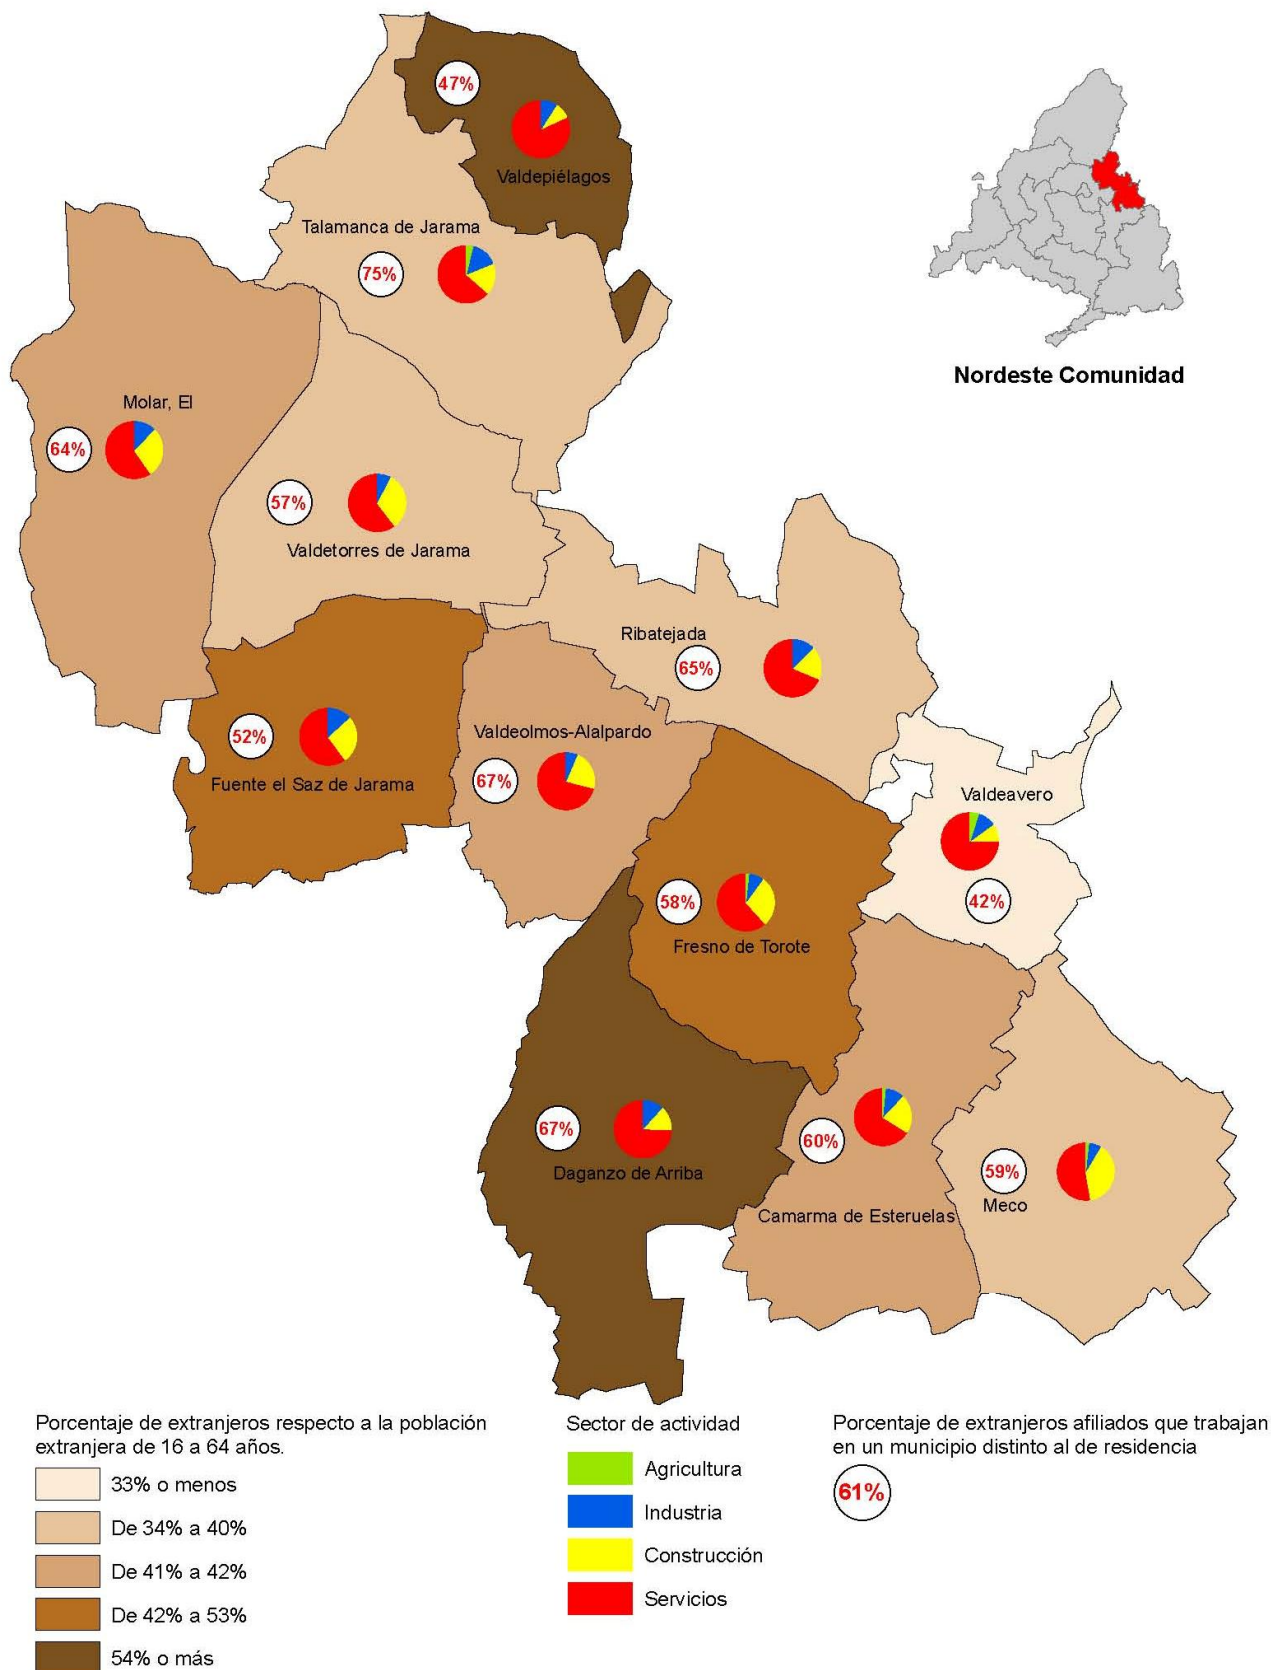 47%
Valdepiélagos
Talamanca de Jarama
75%
Nordeste Comunidad
Molar, El
64%
57%
Valdetorres de Jarama
Ribatejada
65%
52%
Fuente el Saz de Jarama
Valdeolmos-Alalpardo
67%
Valdeavero
42%
58%
Fresno de Torote
67%
Daganzo de Arriba
60%
Camarma de Esteruelas
59%
Meco
Porcentaje de extranjeros respecto a la población
extranjera de 16 a 64 años.
33% o menos
De 34% a 40%
De 41% a 42%
De 42% a 53%
54% o más
Sector de actividad
Agricultura
Industria
Construcción
Servicios
Porcentaje de extranjeros afiliados que trabajan
en un municipio distinto al de residencia
61%